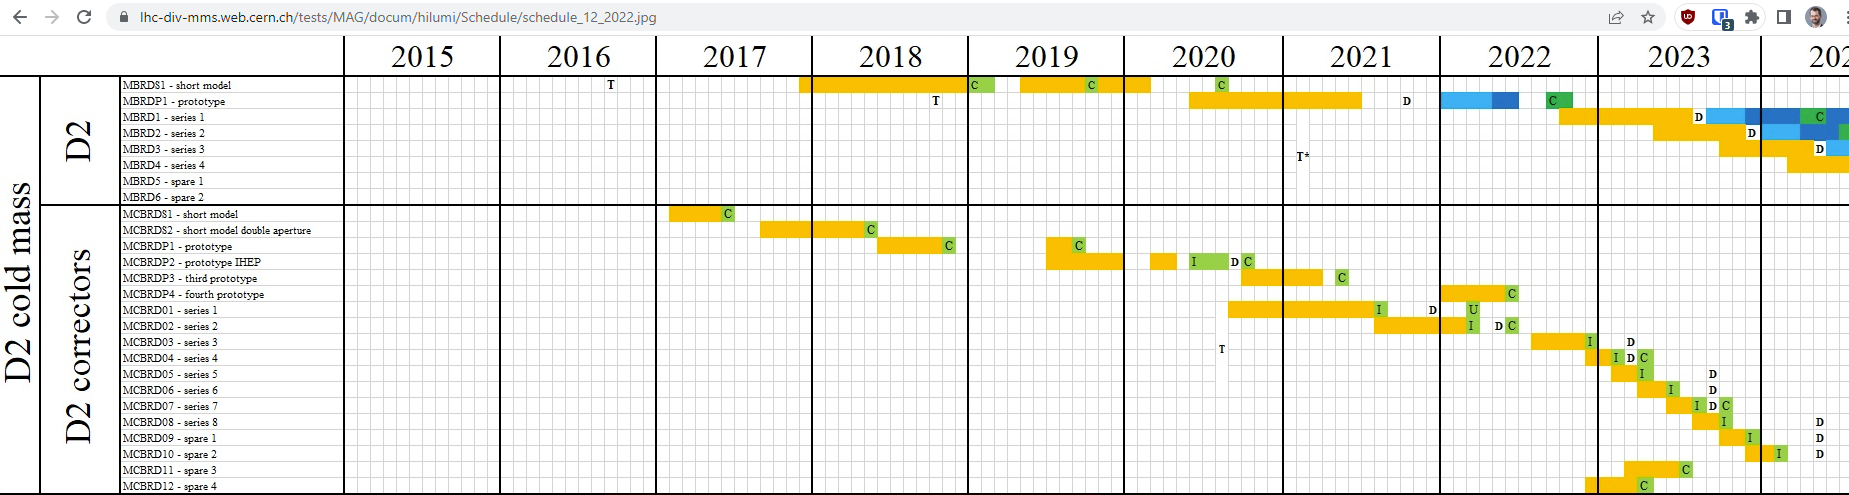 lhc-div-mms.web.cern.ch/tests/MAG/docum/hilumi/Schedule/schedule_12_2022.jpg
3
2015 2016 2017 2018 2019 2020 2021 2022 2023 202
D2 cold mass
D2
MBRDS1 - short model T C C C
MBRDP1 - prototype T D C
MBRD1 - series 1 D C
MBRD2 - series 2 D
MBRD3 - series 3 T* D
MBRD4 - series 4
MBRD5 - spare 1
MBRD6 - spare 2
D2 correctors
MCBRDS1 - short model C
MCBRDS2 - short model double aperture C
MCBRDP1 - prototype C C
MCBRDP2 - prototype IHEP I D C
MCBRDP3 - third prototype C
MCBRDP4 - fourth prototype C
MCBRD01 - series 1 I D U
MCBRD02 - series 2 I D C
MCBRD03 - series 3 T I D
MCBRD04 - series 4 I D C
MCBRD05 - series 5 I D
MCBRD06 - series 6 I D
MCBRD07 - series 7 I D C
MCBRD08 - series 8 I D
MCBRD09 - spare 1 I D
MCBRD10 - spare 2 I D
MCBRD11 - spare 3 C
MCBRD12 - spare 4 C